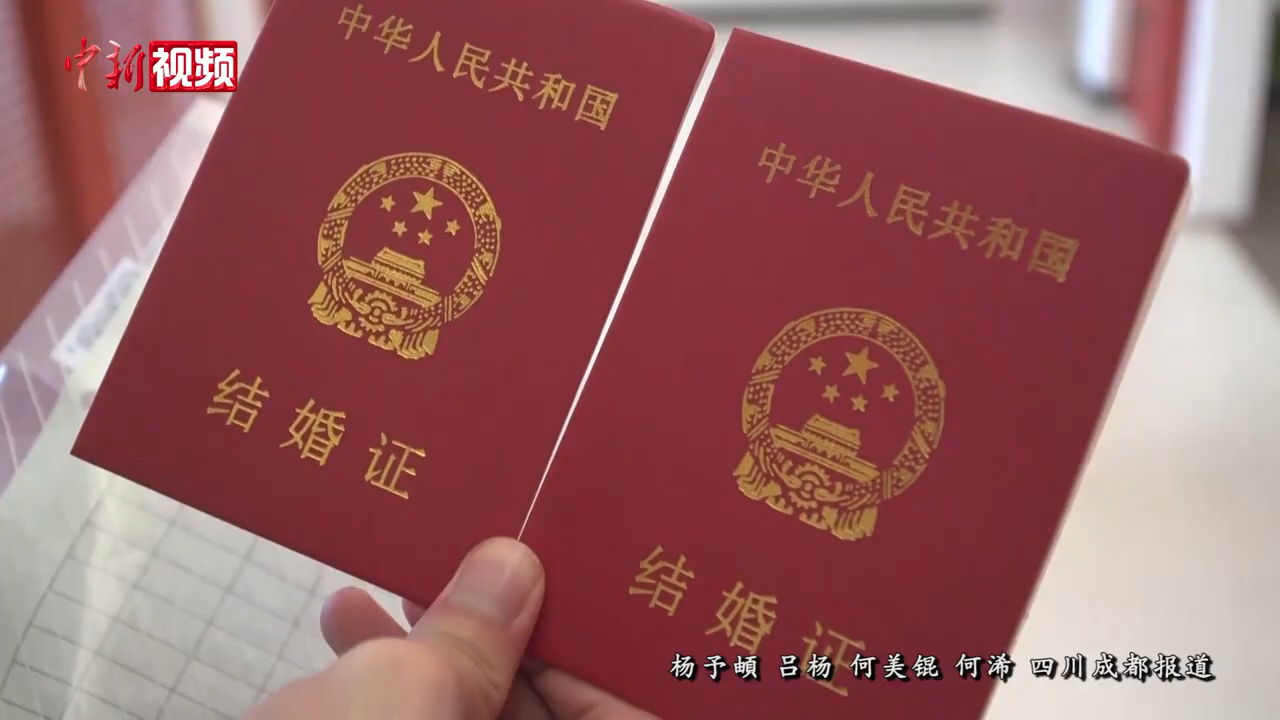 中新视频
中华人民共和国
结婚证
中华人民共和国
结婚证
杨予頔 吕杨 何美锟 何浠 四川成都报道